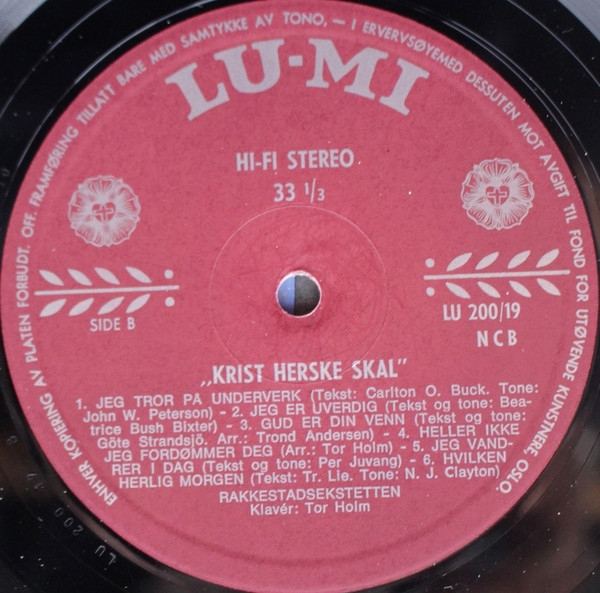 ENHVER KOPIERING AV PLATEN FORBUDT. OFF. FRAMFØRING TILLATT BARE MED SAMTYKKE AV TONO, — I ERVERVSØYEMED DESSUTEN MOT AVGIFT TIL FOND FOR UTØVENDE KUNSTNERE, OSLO.
LU-MI
HI-FI STEREO
33 1/3
SIDE B
LU 200/19
NCB
„KRIST HERSKE SKAL”
1. JEG TROR PÅ UNDERVERK (Tekst: Carlton O. Buck. Tone:
John W. Peterson) - 2. JEG ER UVERDIG (Tekst og tone: Bea-
trice Bush Bixter) - 3. GUD ER DIN VENN (Tekst og tone:
Göte Strandsjö. Arr.: Trond Andersen) - 4. HELLER IKKE
JEG FORDØMMER DEG (Arr.: Tor Holm) - 5. JEG VAND-
RER I DAG (Tekst og tone: Per Juvang) - 6. HVILKEN
HERLIG MORGEN (Tekst: Tr. Lie. Tone: N. J. Clayton)
RAKKESTADSEKSTETTEN
Klavér: Tor Holm